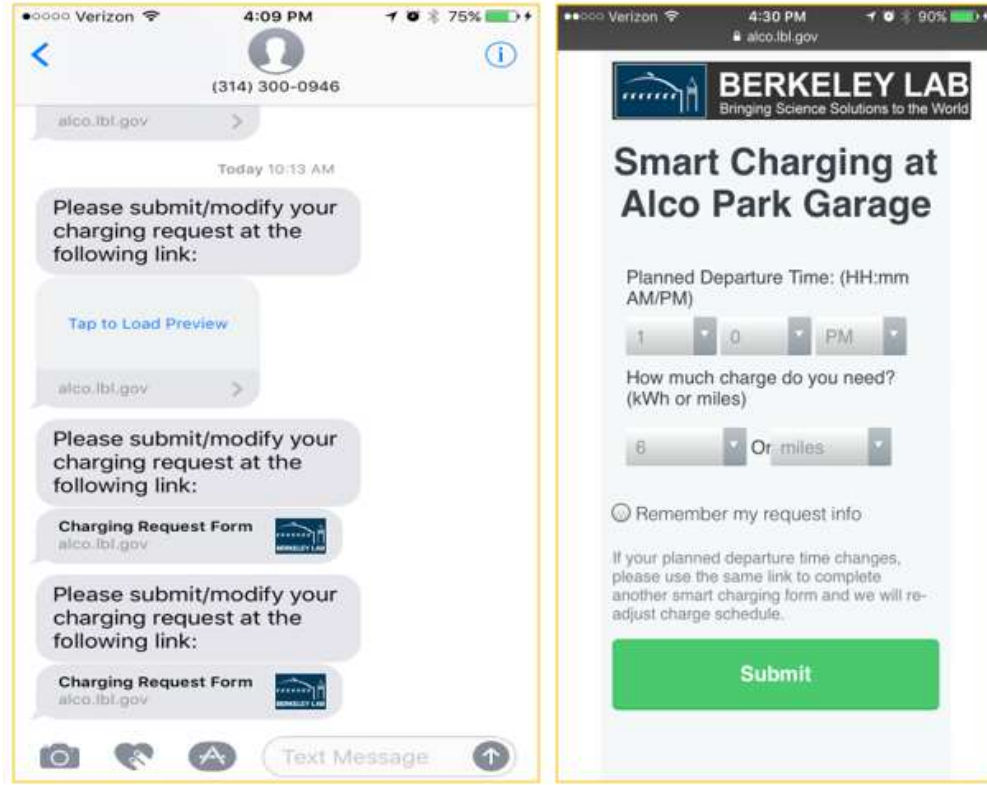 Verizon 4:09 PM 75%
(314) 300-0946
alco.lbl.gov
Today 10:13 AM
Please submit/modify your
charging request at the
following link:
Tap to Load Preview
alco.lbl.gov
Please submit/modify your
charging request at the
following link:
Charging Request Form
alco.lbl.gov
BERKELEY LAB
Please submit/modify your
charging request at the
following link:
Charging Request Form
alco.lbl.gov
BERKELEY LAB
Text Message
Verizon 4:30 PM 90%
alco.lbl.gov
BERKELEY LAB
Bringing Science Solutions to the World
Smart Charging at
Alco Park Garage
Planned Departure Time: (HH:mm
AM/PM)
1 0 PM
How much charge do you need?
(kWh or miles)
6 Or miles
Remember my request info
If your planned departure time changes,
please use the same link to complete
another smart charging form and we will re-
adjust charge schedule.
Submit